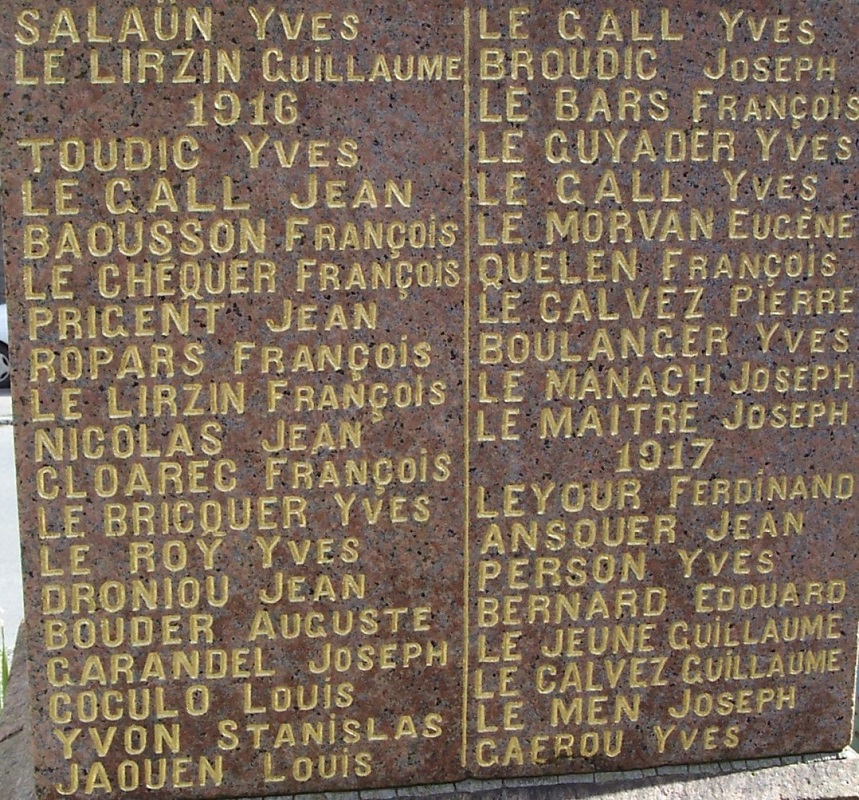 SALAÜN YVES
LE LIRZIN GUILLAUME
1916
TOUDIC YVES
LE GALL JEAN
BAOUSSON FRANÇOIS
LE CHÉQUER FRANÇOIS
PRIGENT JEAN
ROPARS FRANÇOIS
LE LIRZIN FRANÇOIS
NICOLAS JEAN
CLOAREC FRANÇOIS
LE BRICQUER YVES
LE ROY YVES
DRONIOU JEAN
BOUDER AUGUSTE
GARANDEL JOSEPH
COCULO LOUIS
YVON STANISLAS
JAOUEN LOUIS
LE GALL YVES
BROUDIC JOSEPH
LE BARS FRANÇOIS
LE GUYADER YVES
LE GALL YVES
LE MORVAN EUGÈNE
QUELEN FRANÇOIS
LE CALVEZ PIERRE
BOULANGER YVES
LE MANACH JOSEPH
LE MAITRE JOSEPH
1917
LEYOUR FERDINAND
ANSQUER JEAN
PERSON YVES
BERNARD EDOUARD
LE JEUNE GUILLAUME
LE CALVEZ GUILLAUME
LE MEN JOSEPH
GAEROU YVES